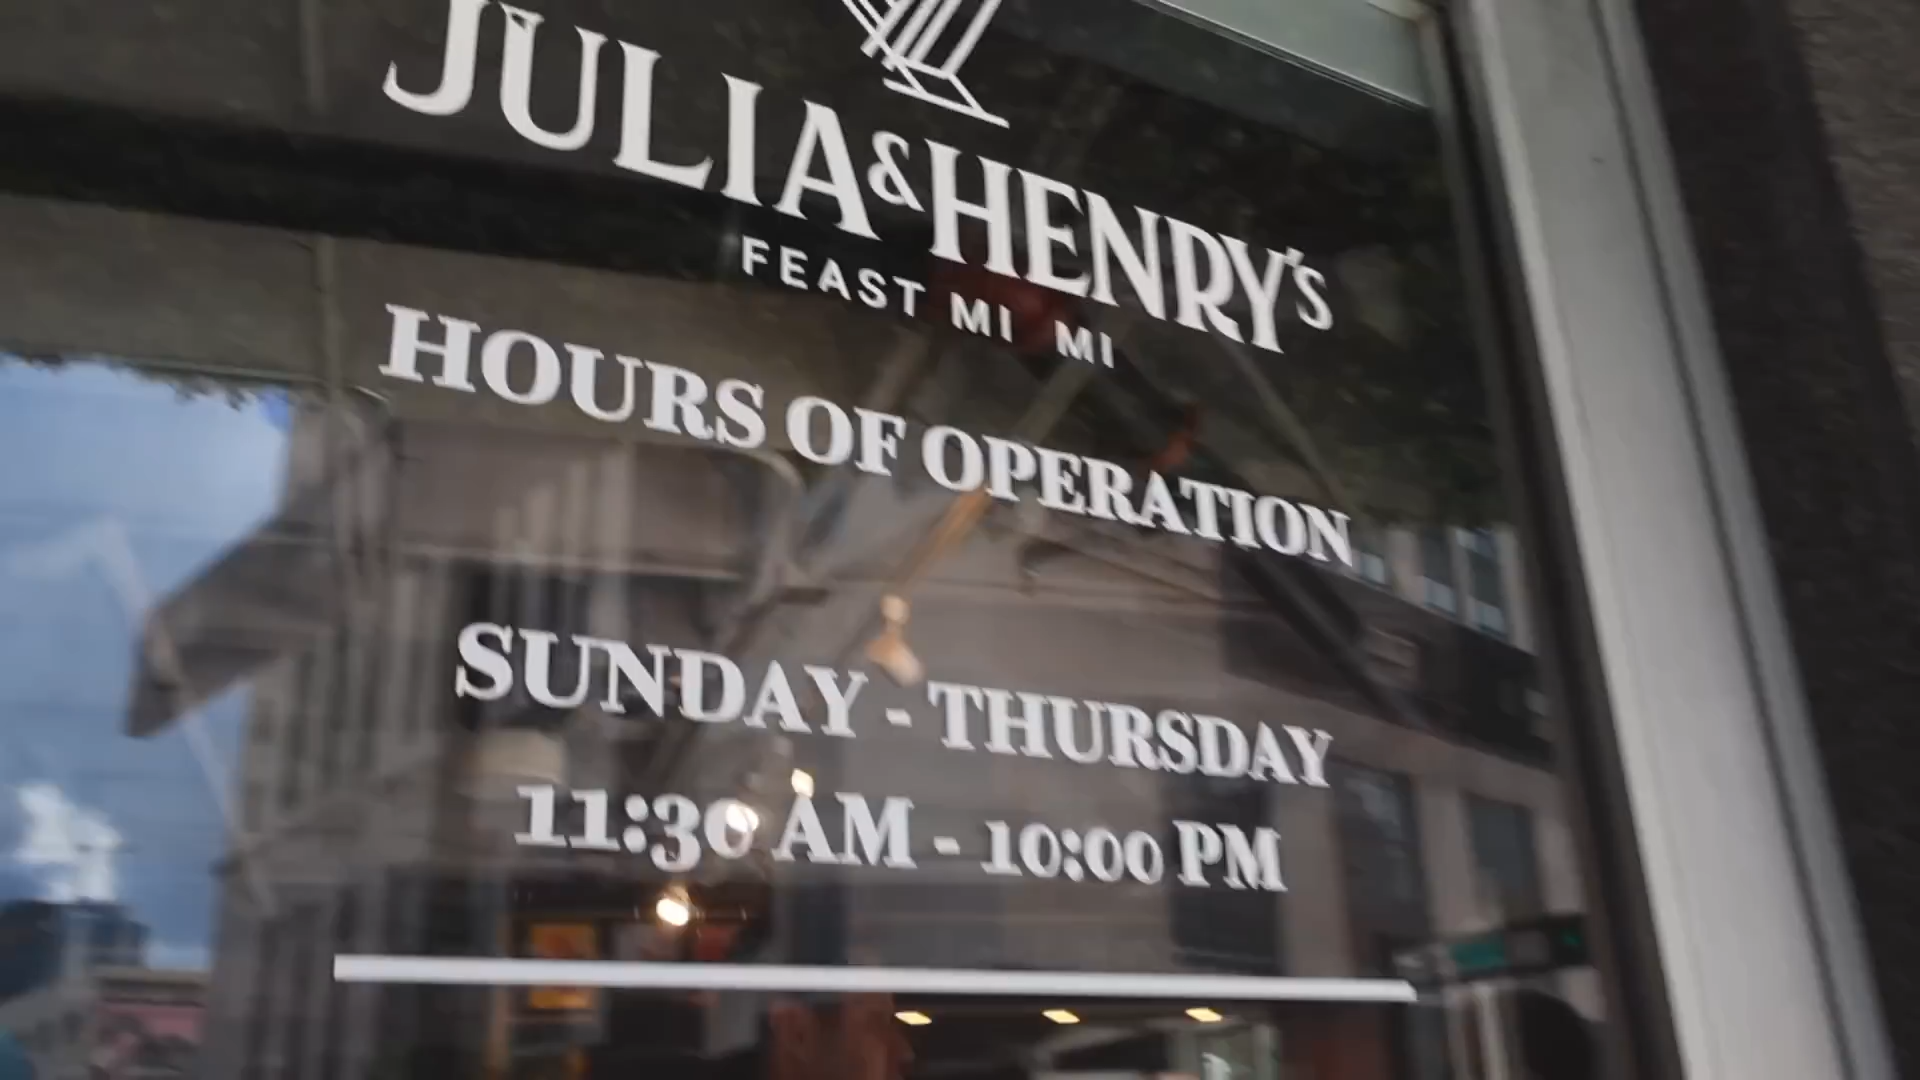 JULIA & HENRY'S
FEAST MI MI
HOURS OF OPERATION
SUNDAY - THURSDAY
11:30 AM - 10:00 PM